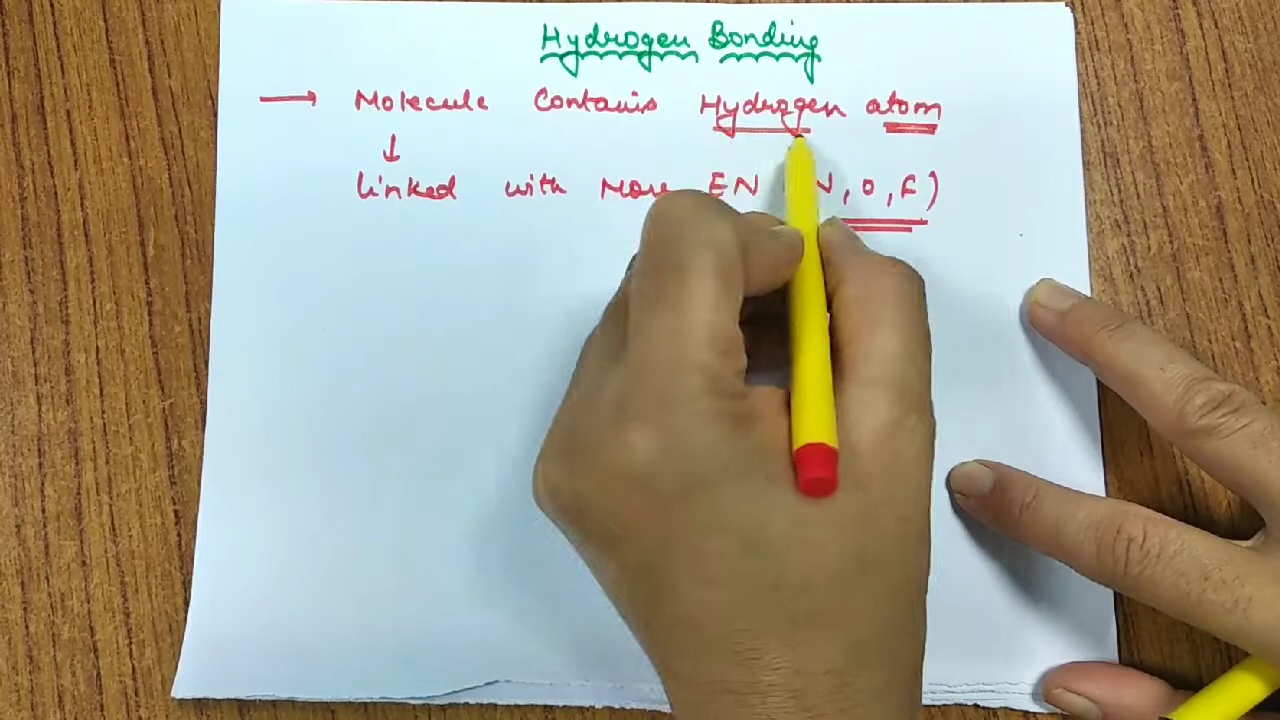 Hydrogen Bonding
→ Molecule Contains Hydrogen atom
↓
linked with More EN N, O, F)